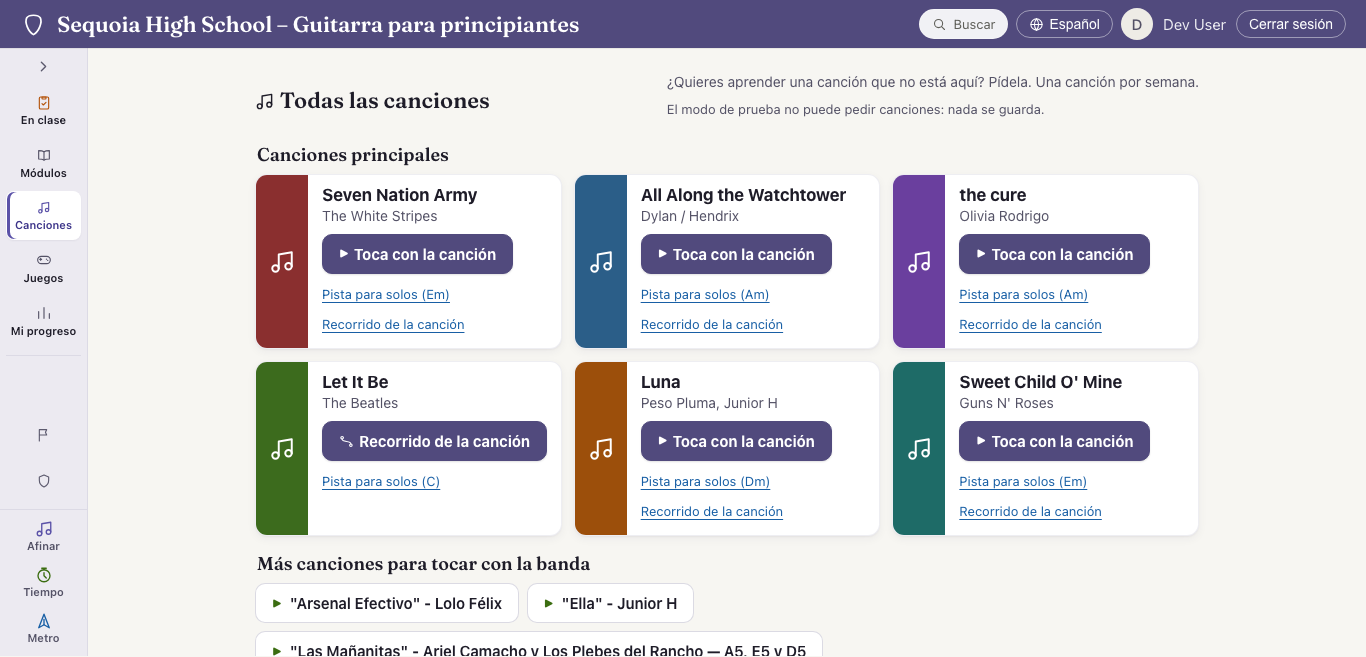 Sequoia High School – Guitarra para principiantes
Buscar
Español
D
Dev User
Cerrar sesión
En clase
Módulos
Canciones
Juegos
Mi progreso
Afinar
Tiempo
Metro
Todas las canciones
¿Quieres aprender una canción que no está aquí? Pídela. Una canción por semana.
El modo de prueba no puede pedir canciones: nada se guarda.
Canciones principales
Seven Nation Army
The White Stripes
Toca con la canción
Pista para solos (Em)
Recorrido de la canción
All Along the Watchtower
Dylan / Hendrix
Toca con la canción
Pista para solos (Am)
Recorrido de la canción
the cure
Olivia Rodrigo
Toca con la canción
Pista para solos (Am)
Recorrido de la canción
Let It Be
The Beatles
Recorrido de la canción
Pista para solos (C)
Luna
Peso Pluma, Junior H
Toca con la canción
Pista para solos (Dm)
Recorrido de la canción
Sweet Child O' Mine
Guns N' Roses
Toca con la canción
Pista para solos (Em)
Recorrido de la canción
Más canciones para tocar con la banda
"Arsenal Efectivo" - Lolo Félix
"Ella" - Junior H
"Las Mañanitas" - Ariel Camacho y Los Plebes del Rancho — A5, E5 y D5